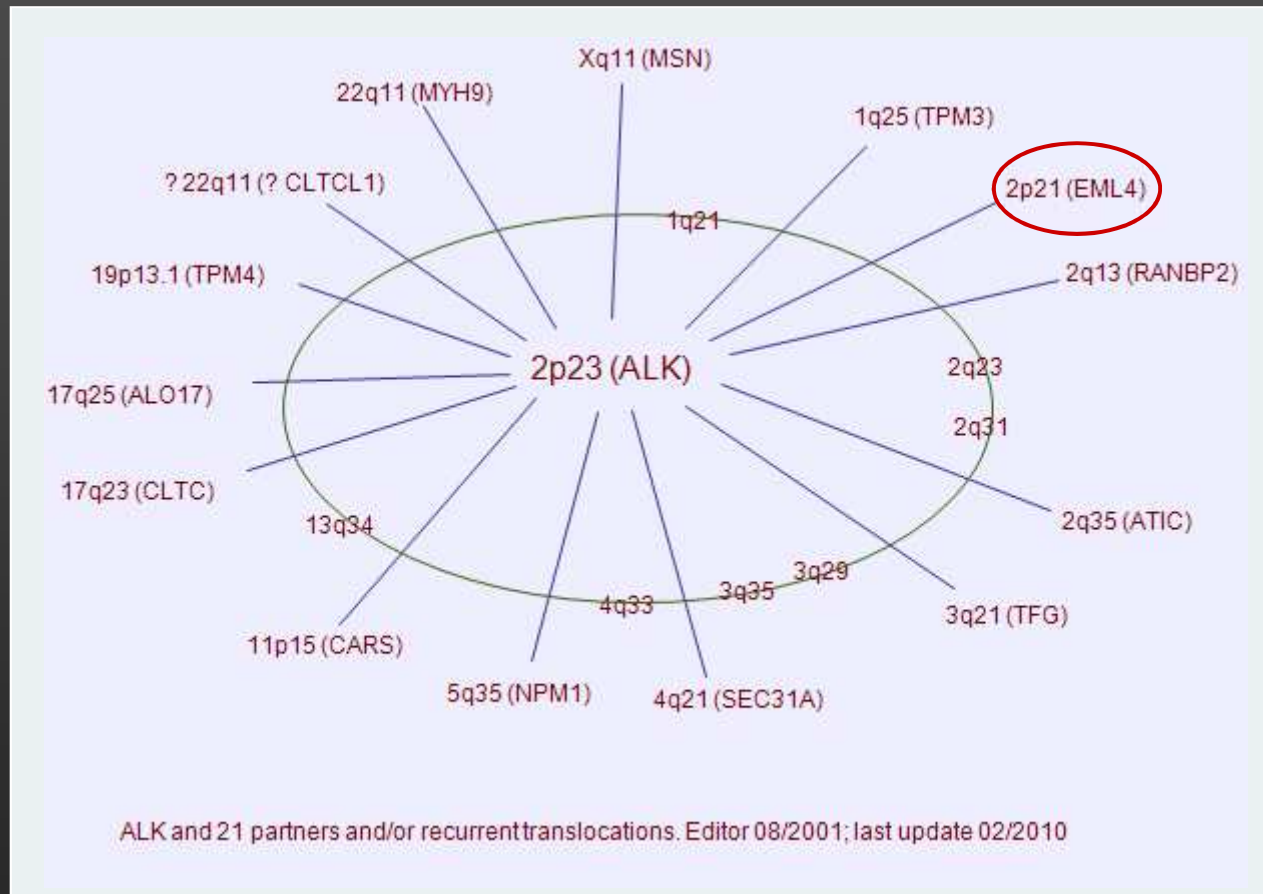 Xq11 (MSN)
22q11 (MYH9)
1q25 (TPM3)
? 22q11 (? CLTCL1)
2p21 (EML4)
1q21
19p13.1 (TPM4)
2q13 (RANBP2)
2p23 (ALK)
2q23
17q25 (ALO17)
2q31
17q23 (CLTC)
13q34
2q35 (ATIC)
3q29
3q35
4q33
3q21 (TFG)
11p15 (CARS)
5q35 (NPM1)
4q21 (SEC31A)
ALK and 21 partners and/or recurrent translocations. Editor 08/2001; last update 02/2010